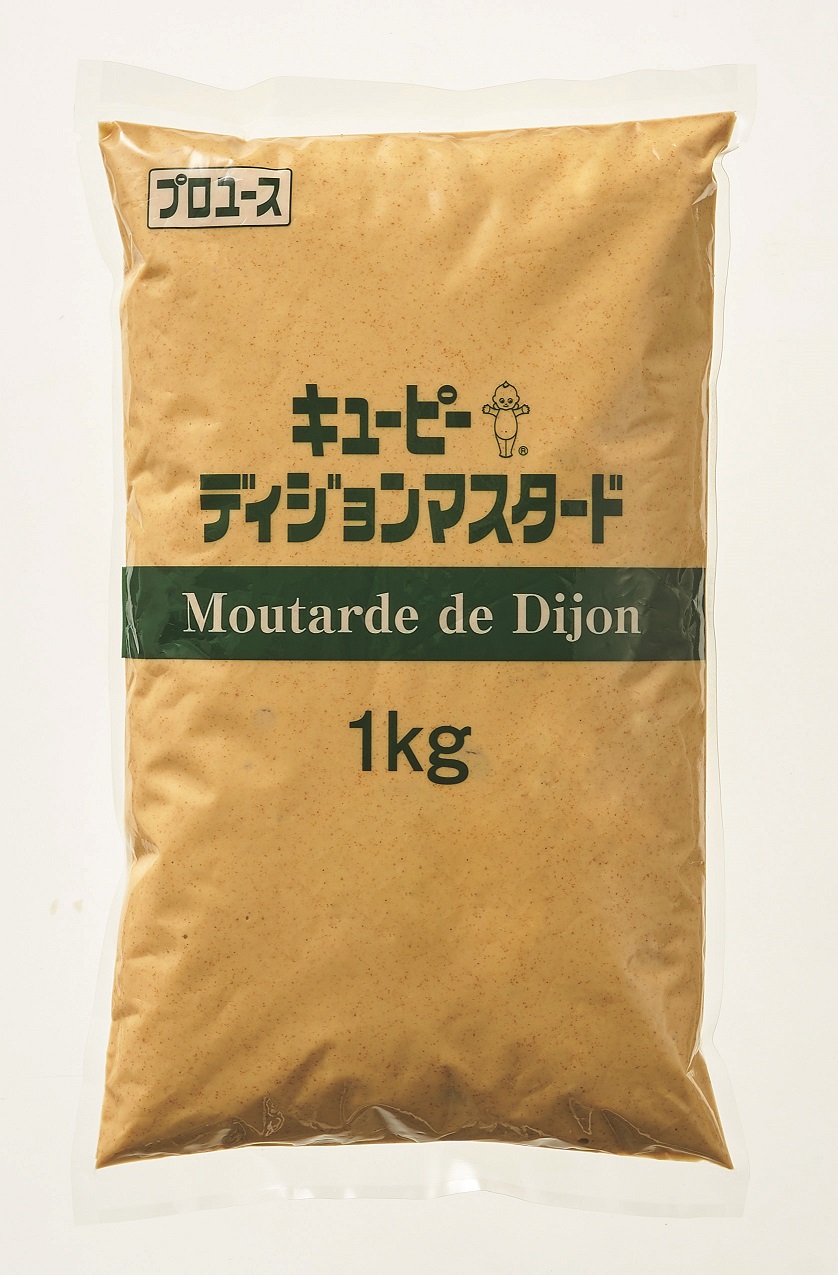 プロユース
キユーピー ®
ディジョンマスタード
Moutarde de Dijon
1kg